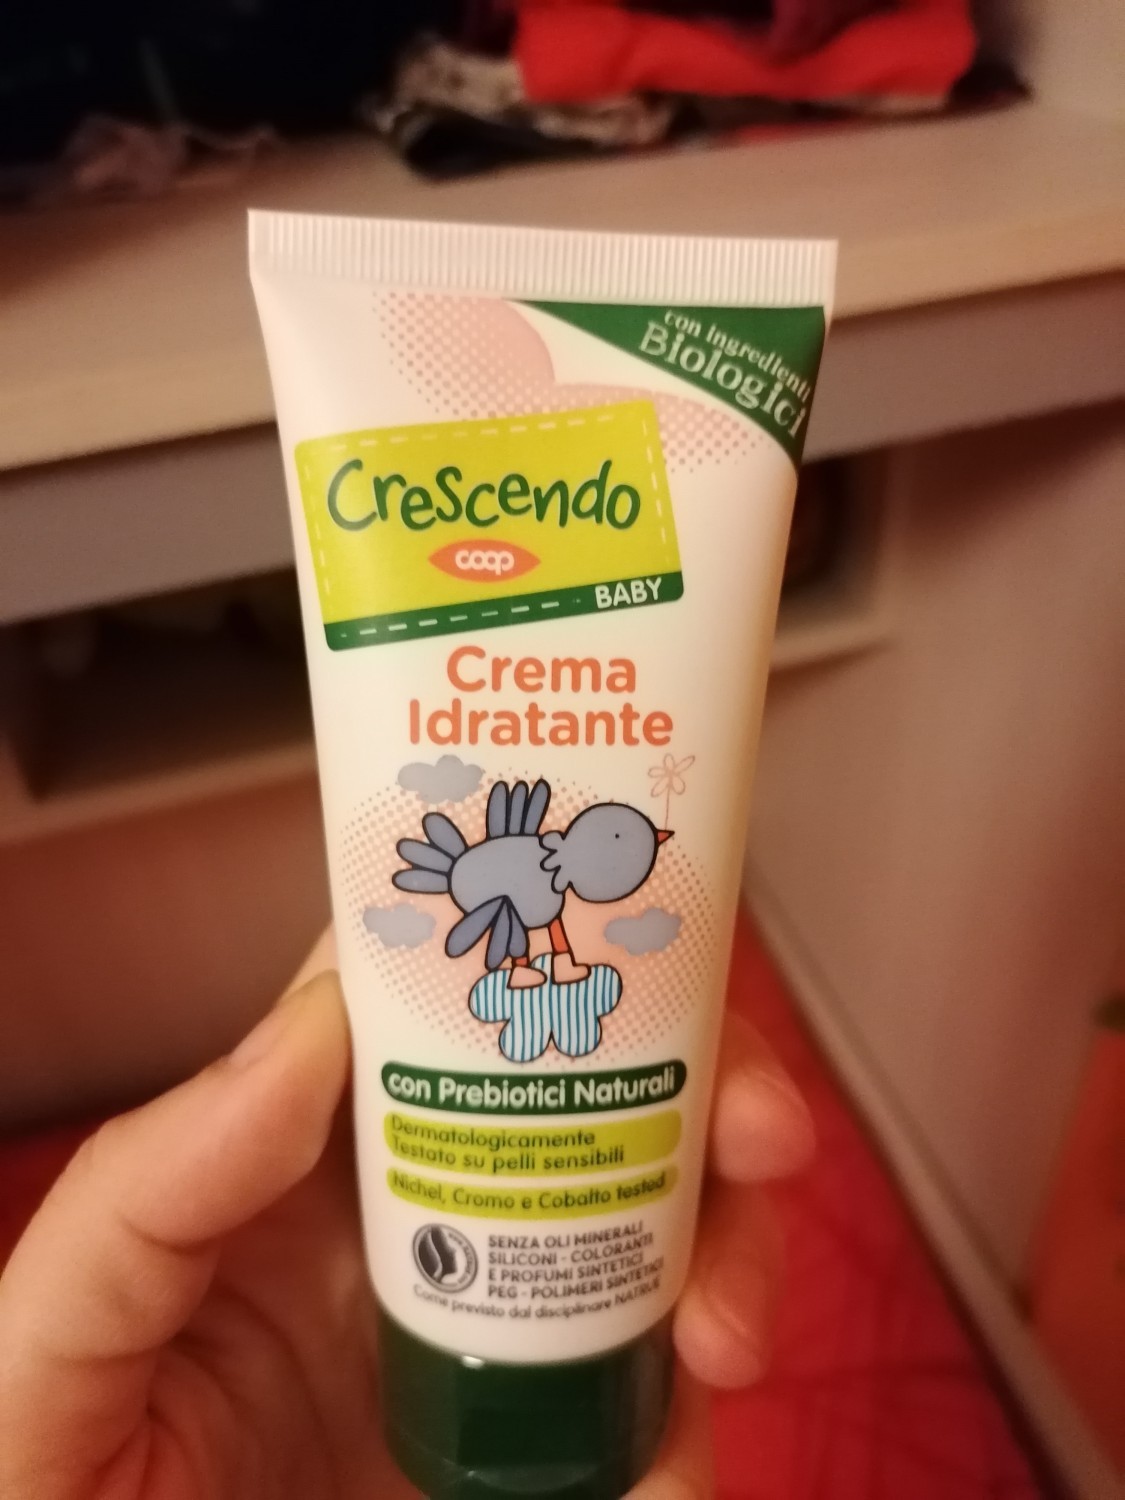 con ingredienti
Biologici
Crescendo
coop
BABY
Crema
Idratante
con Prebiotici Naturali
Dermatologicamente
Testato su pelli sensibili
Nichel, Cromo e Cobalto tested
SENZA OLI MINERALI
SILICONI - COLORANTI
E PROFUMI SINTETICI
PEG - POLIMERI SINTETICI
Come previsto dal disciplinare NATRUE